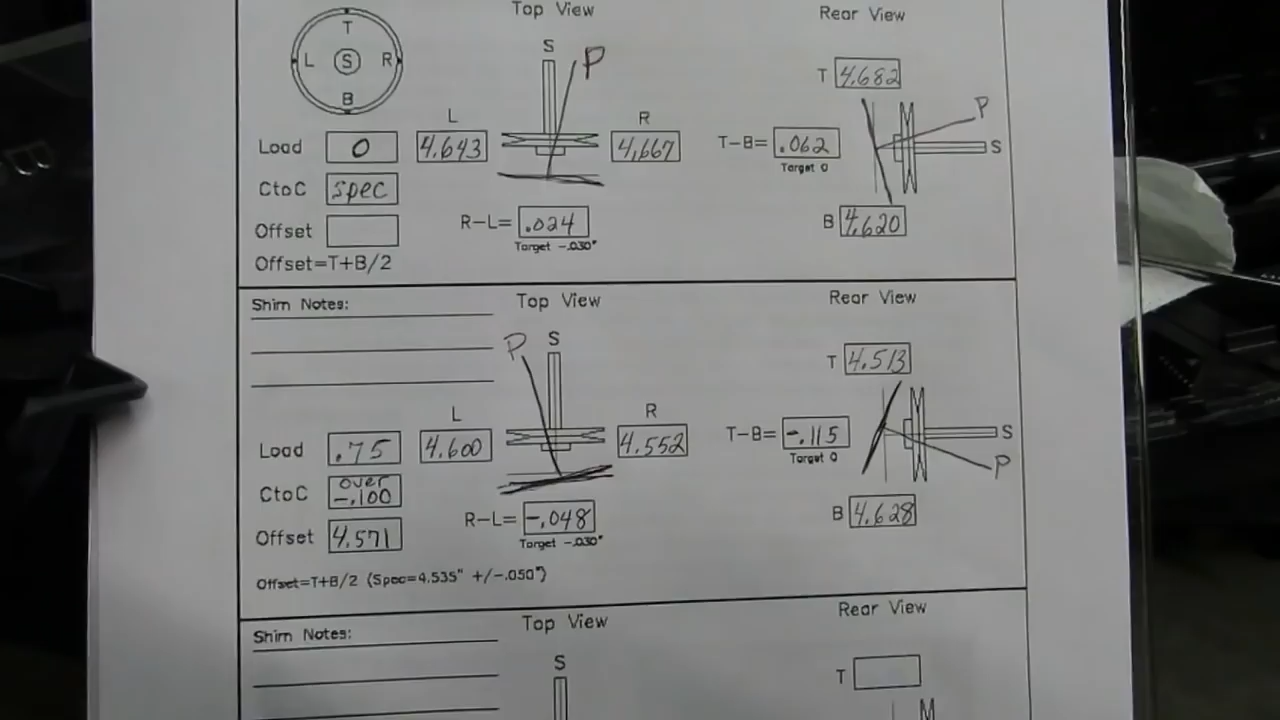 Top View
Rear View
T
L S R
B
S P
T 4.682
P
L
R
Load 0 4.643 4.667 T-B= .062 S
Target 0
CtoC spec
Offset R-L= .024 B 4.620
Target -.030"
Offset=T+B/2
Shim Notes: Top View Rear View
P S
T 4.513
L R
Load .75 4.600 4.552 T-B= -.115 S
Target 0 P
CtoC over -.100
Offset 4.571 R-L= -.048 B 4.628
Target -.030"
Offset=T+B/2 (Spec=4.535" +/-.050")
Shim Notes: Top View Rear View
S
T
M